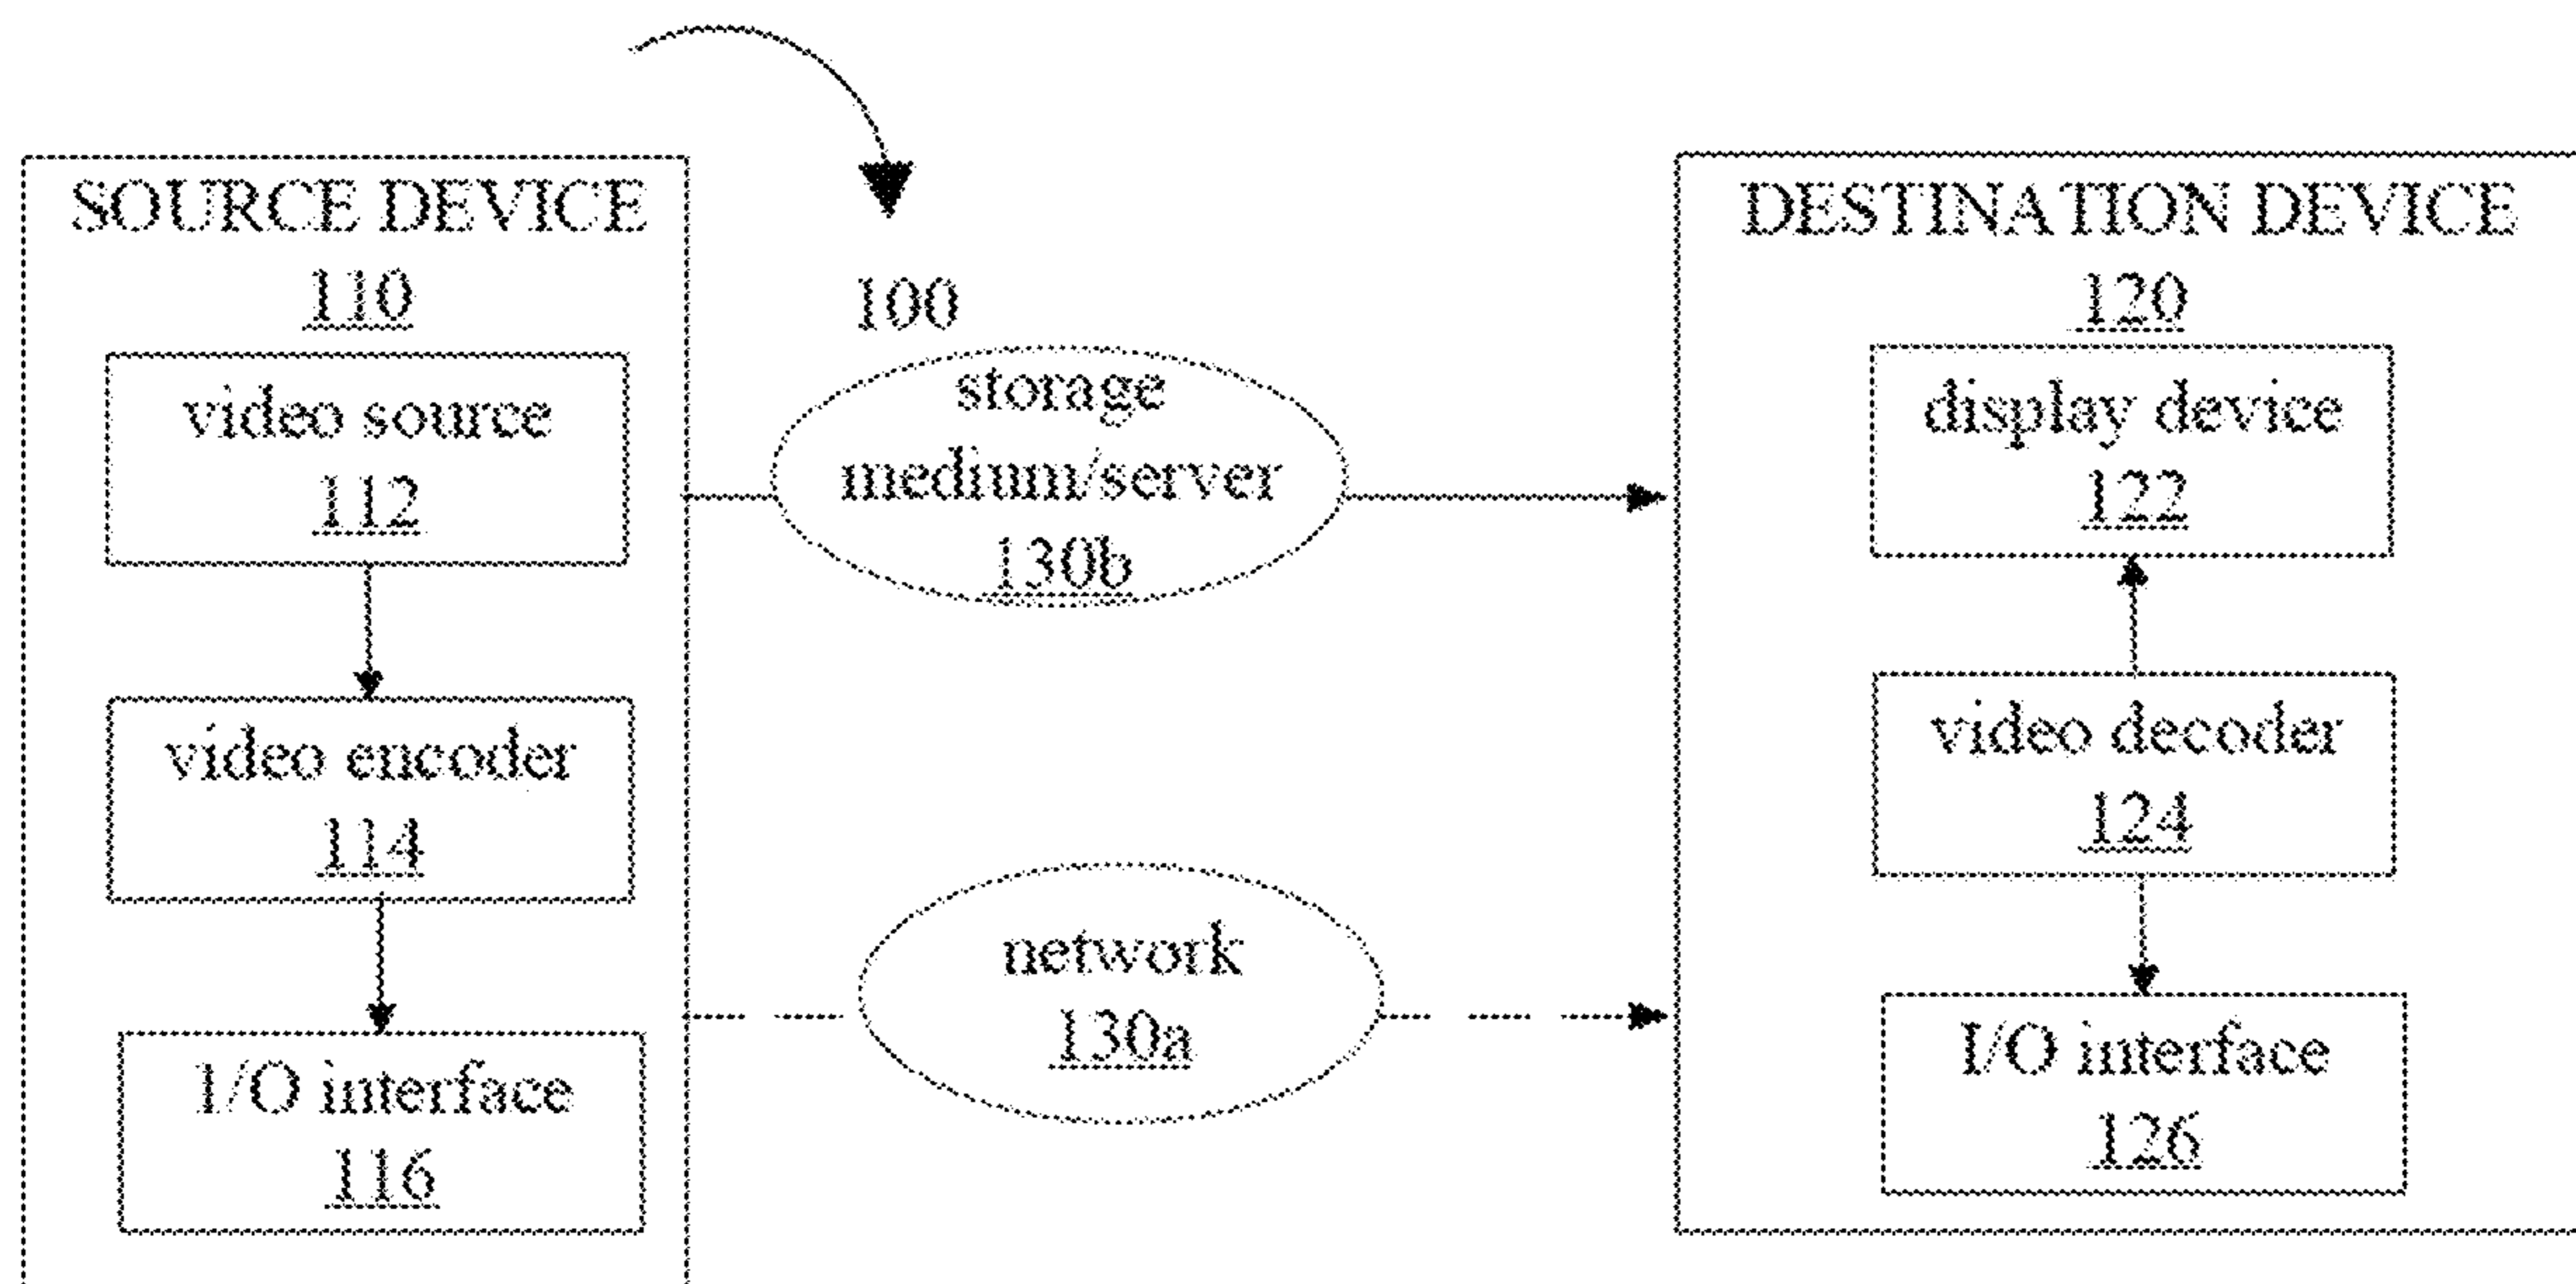 SOURCE DEVICE
110
video source
112
video encoder
114
I/O interface
116
100
storage
medium/server
130b
network
130a
DESTINATION DEVICE
120
display device
122
video decoder
124
I/O interface
126